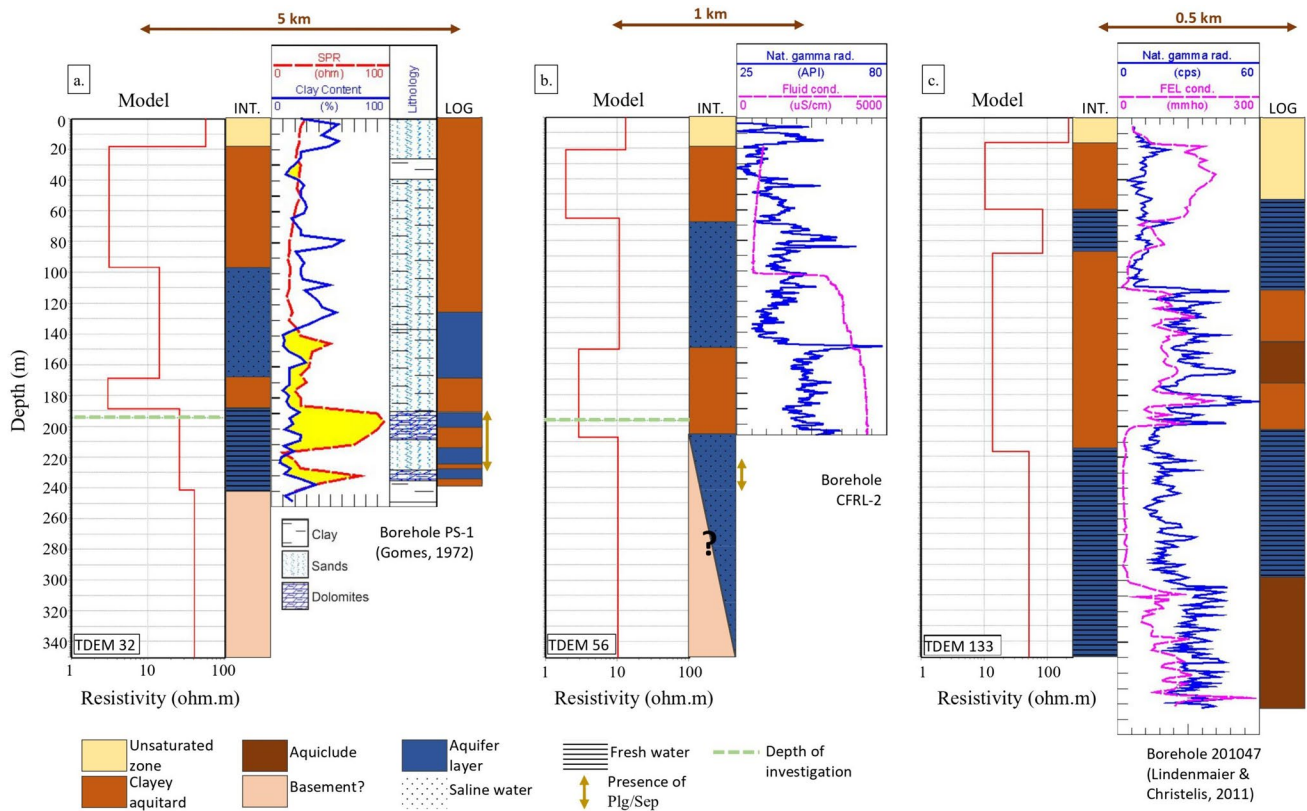 5 km
1 km
0.5 km
a.
Model
INT.
SPR
0 (ohm) 100
Clay Content
0 (%) 100
Lithology
LOG
b.
Model
INT.
Nat. gamma rad.
25 (API) 80
Fluid cond.
0 (uS/cm) 5000
c.
Model
INT.
Nat. gamma rad.
0 (cps) 60
FEL cond.
0 (mmho) 300
LOG
Depth (m)
0
20
40
60
80
100
120
140
160
180
200
220
240
260
280
300
320
340
TDEM 32
1 10 100
Resistivity (ohm.m)
Clay
Sands
Dolomites
Borehole PS-1
(Gomes, 1972)
TDEM 56
1 10 100
Resistivity (ohm.m)
?
Borehole
CFRL-2
TDEM 133
1 10 100
Resistivity (ohm.m)
Borehole 201047
(Lindenmaier &
Christelis, 2011)
Unsaturated
zone
Clayey
aquitard
Aquiclude
Basement?
Aquifer
layer
Saline water
Fresh water
Presence of
Plg/Sep
Depth of
investigation